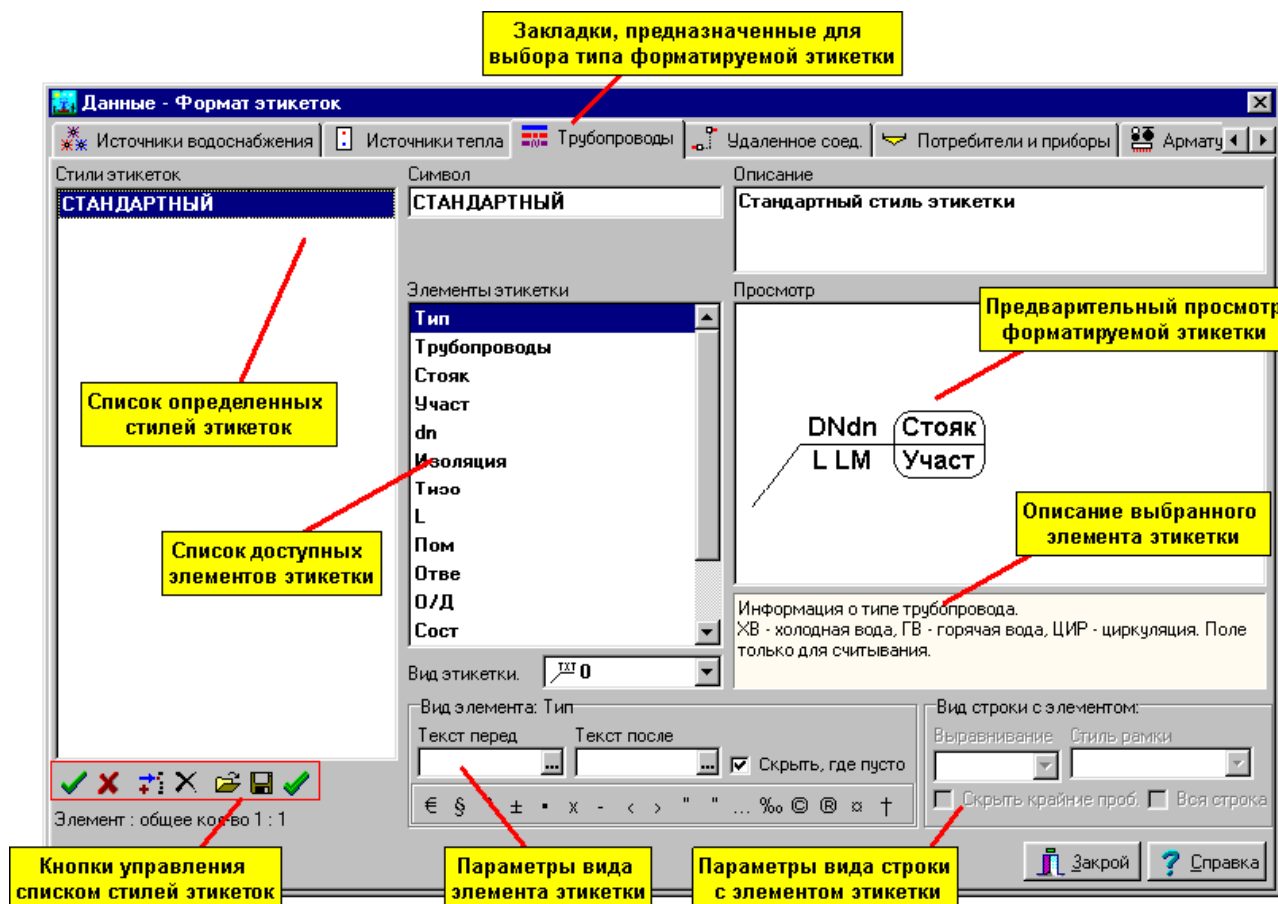 Закладки, предназначенные для
выбора типа форматируемой этикетки
Данные - Формат этикеток
Источники водоснабжения
Источники тепла
Трубопроводы
Удаленное соед.
Потребители и приборы
Армату
Стили этикеток
Символ
Описание
СТАНДАРТНЫЙ
СТАНДАРТНЫЙ
Стандартный стиль этикетки
Элементы этикетки
Просмотр
Тип
Трубопроводы
Стояк
Участ
dn
Изоляция
Тизо
L
Пом
Отве
О/Д
Сост
Предварительный просмотр
форматируемой этикетки
Список определенных
стилей этикеток
DNdn Стояк
L LM Участ
Описание выбранного
элемента этикетки
Список доступных
элементов этикетки
Информация о типе трубопровода.
ХВ - холодная вода, ГВ - горячая вода, ЦИР - циркуляция. Поле
только для считывания.
Вид этикетки.
TXT 0
Вид элемента: Тип
Текст перед
Текст после
... ...
Скрыть, где пусто
€ § ° ± ▪ x - < > " " ... ‰ © ® ¤ †
Вид строки с элементом:
Выравнивание
Стиль рамки
Скрыть крайние проб.
Вся строка
Элемент : общее кол-во 1 : 1
Закрой
Справка
Кнопки управления
списком стилей этикеток
Параметры вида
элемента этикетки
Параметры вида строки
с элементом этикетки